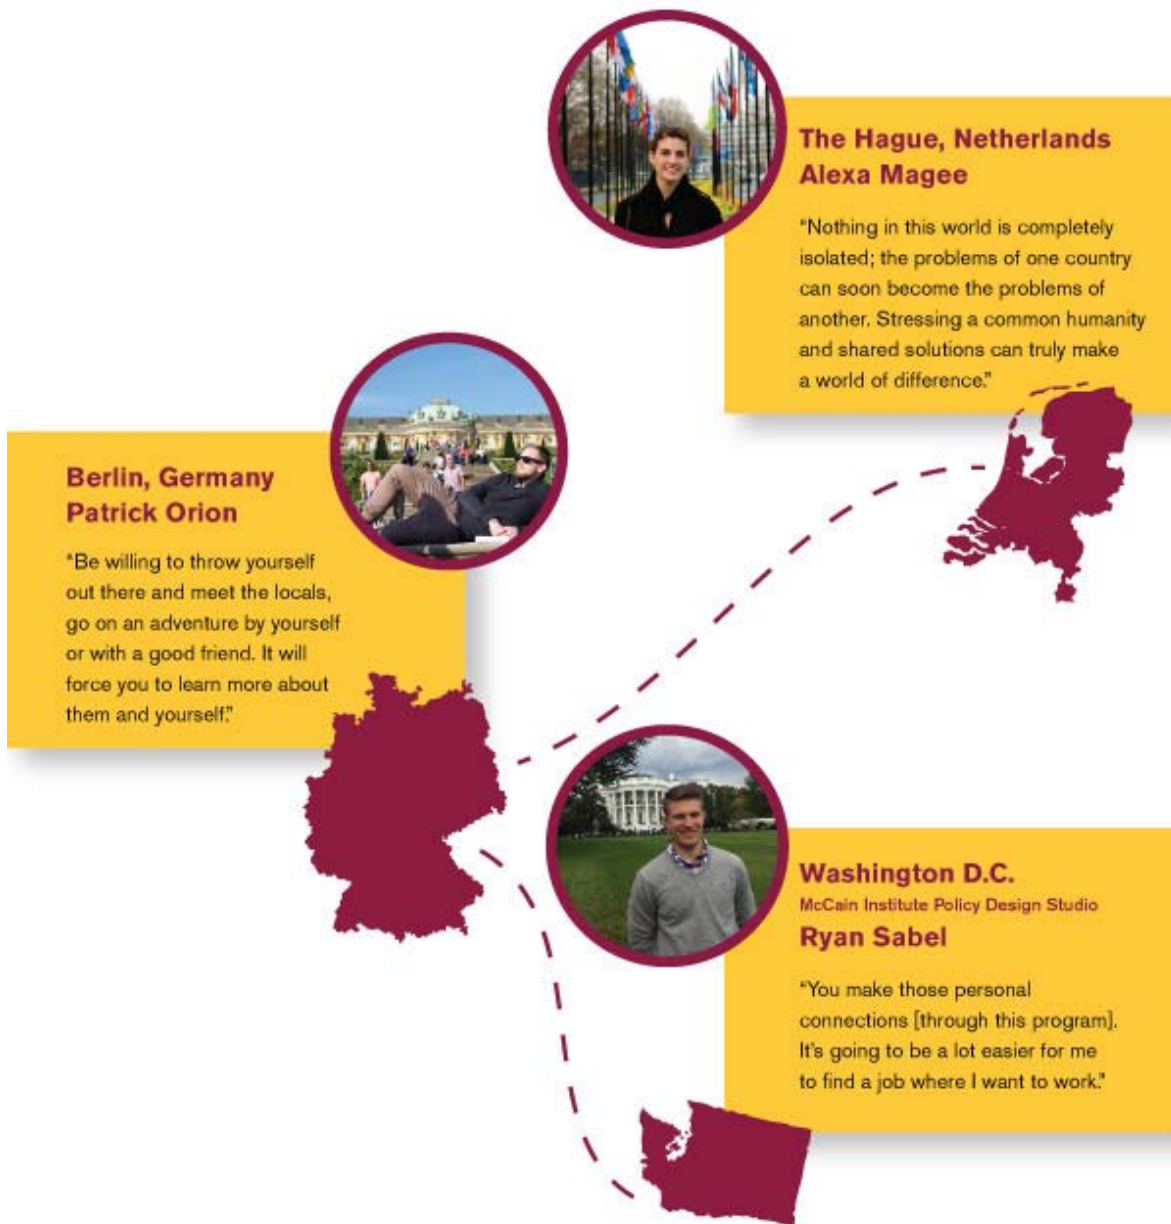 The Hague, Netherlands
Alexa Magee
“Nothing in this world is completely
isolated; the problems of one country
can soon become the problems of
another. Stressing a common humanity
and shared solutions can truly make
a world of difference.”
Berlin, Germany
Patrick Orion
“Be willing to throw yourself
out there and meet the locals,
go on an adventure by yourself
or with a good friend. It will
force you to learn more about
them and yourself.”
Washington D.C.
McCain Institute Policy Design Studio
Ryan Sabel
“You make those personal
connections [through this program].
It’s going to be a lot easier for me
to find a job where I want to work.”